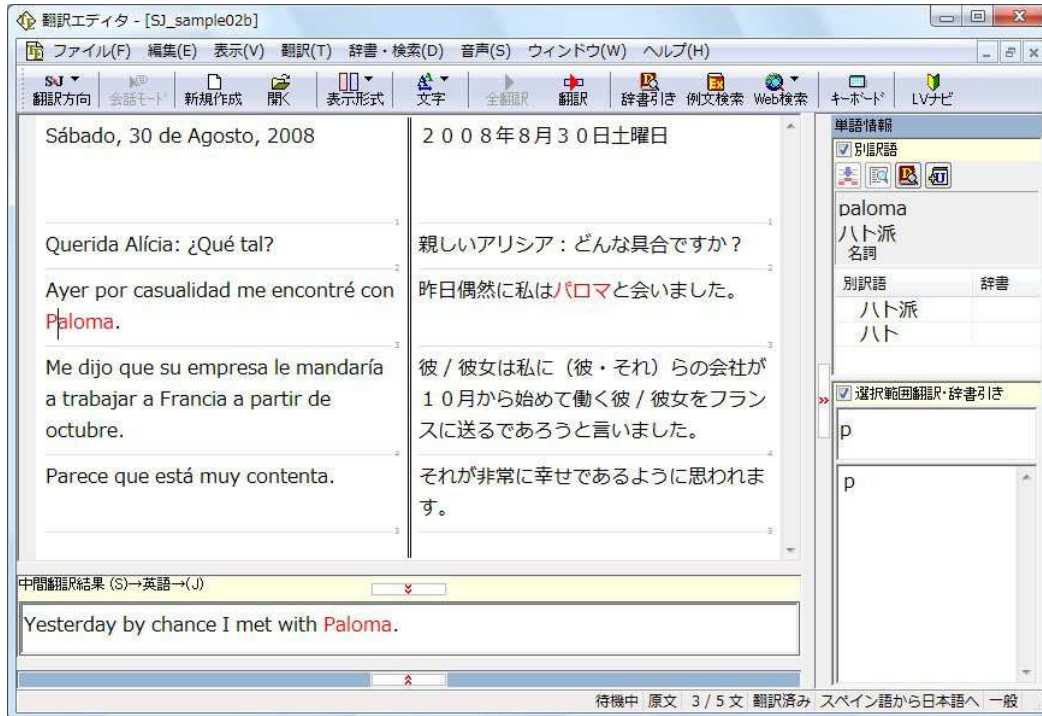 翻訳エディタ - [SJ_sample02b]
ファイル(F) 編集(E) 表示(V) 翻訳(T) 辞書・検索(D) 音声(S) ウィンドウ(W) ヘルプ(H)
翻訳方向 会話モード 新規作成 開く 表示形式 文字 全翻訳 翻訳 辞書引き 例文検索 Web検索 キーボード LVナビ
Sábado, 30 de Agosto, 2008
1
Querida Alícia: ¿Qué tal?
2
Ayer por casualidad me encontré con
Paloma.
3
Me dijo que su empresa le mandaría
a trabajar a Francia a partir de
octubre.
4
Parece que está muy contenta.
5
2008年8月30日土曜日
1
親しいアリシア：どんな具合ですか？
2
昨日偶然に私はパロマと会いました。
3
彼/彼女は私に（彼・それ）らの会社が
10月から始めて働く彼/彼女をフラン
スに送るであろうと言いました。
4
それが非常に幸せであるように思われま
す。
5
単語情報
別訳語
paloma
ハト派
名詞
別訳語 辞書
ハト派
ハト
選択範囲翻訳・辞書引き
p
p
中間翻訳結果 (S)→英語→(J)
Yesterday by chance I met with Paloma.
待機中 原文 3/5文 翻訳済み スペイン語から日本語へ 一般